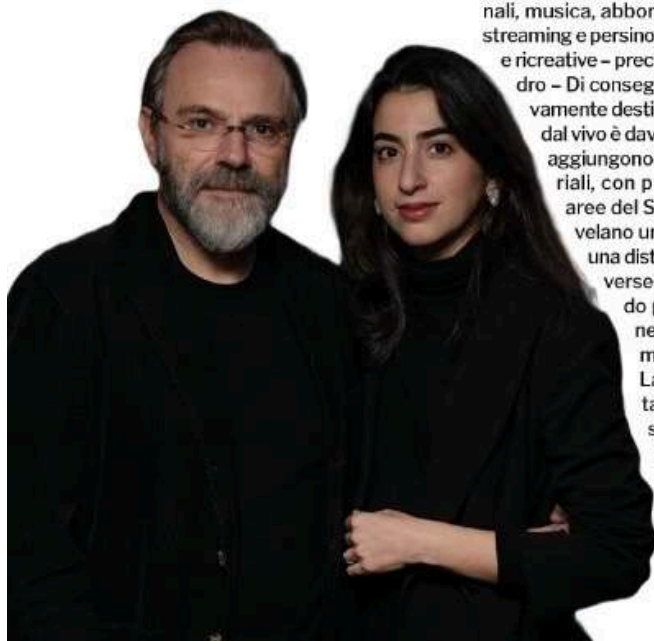 nali, musica, abbon
streaming e persino
e ricreative – prec
dro – Di conseg
vamente desti
dal vivo è dav
aggiungono
riali, con p
aree del S
velano un
una dist
verse
do p
ne
m
La
ta
s